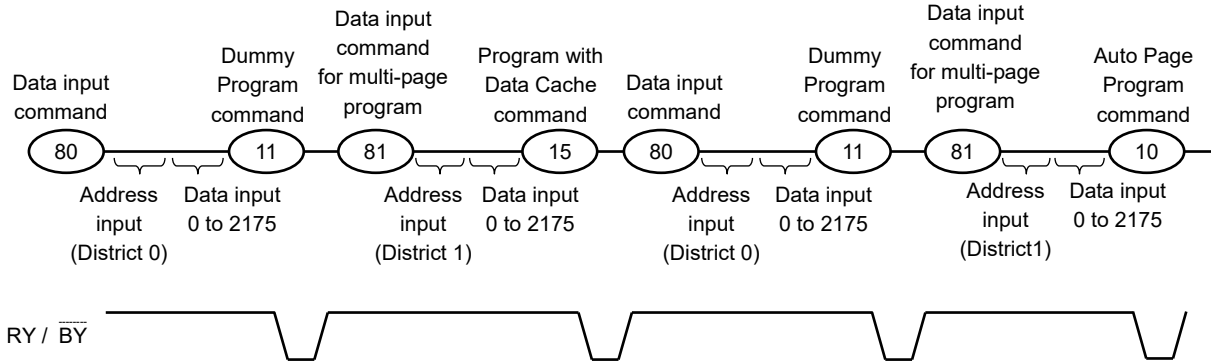 Data input
command
Dummy
Program
command
Data input
command
for multi-page
program
Program with
Data Cache
command
Data input
command
Dummy
Program
command
Data input
command
for multi-page
program
Auto Page
Program
command
80
11
81
15
80
11
81
10
Address
input
(District 0)
Data input
0 to 2175
Address
input
(District 1)
Data input
0 to 2175
Address
input
(District 0)
Data input
0 to 2175
Address
input
(District1)
Data input
0 to 2175
RY / BY